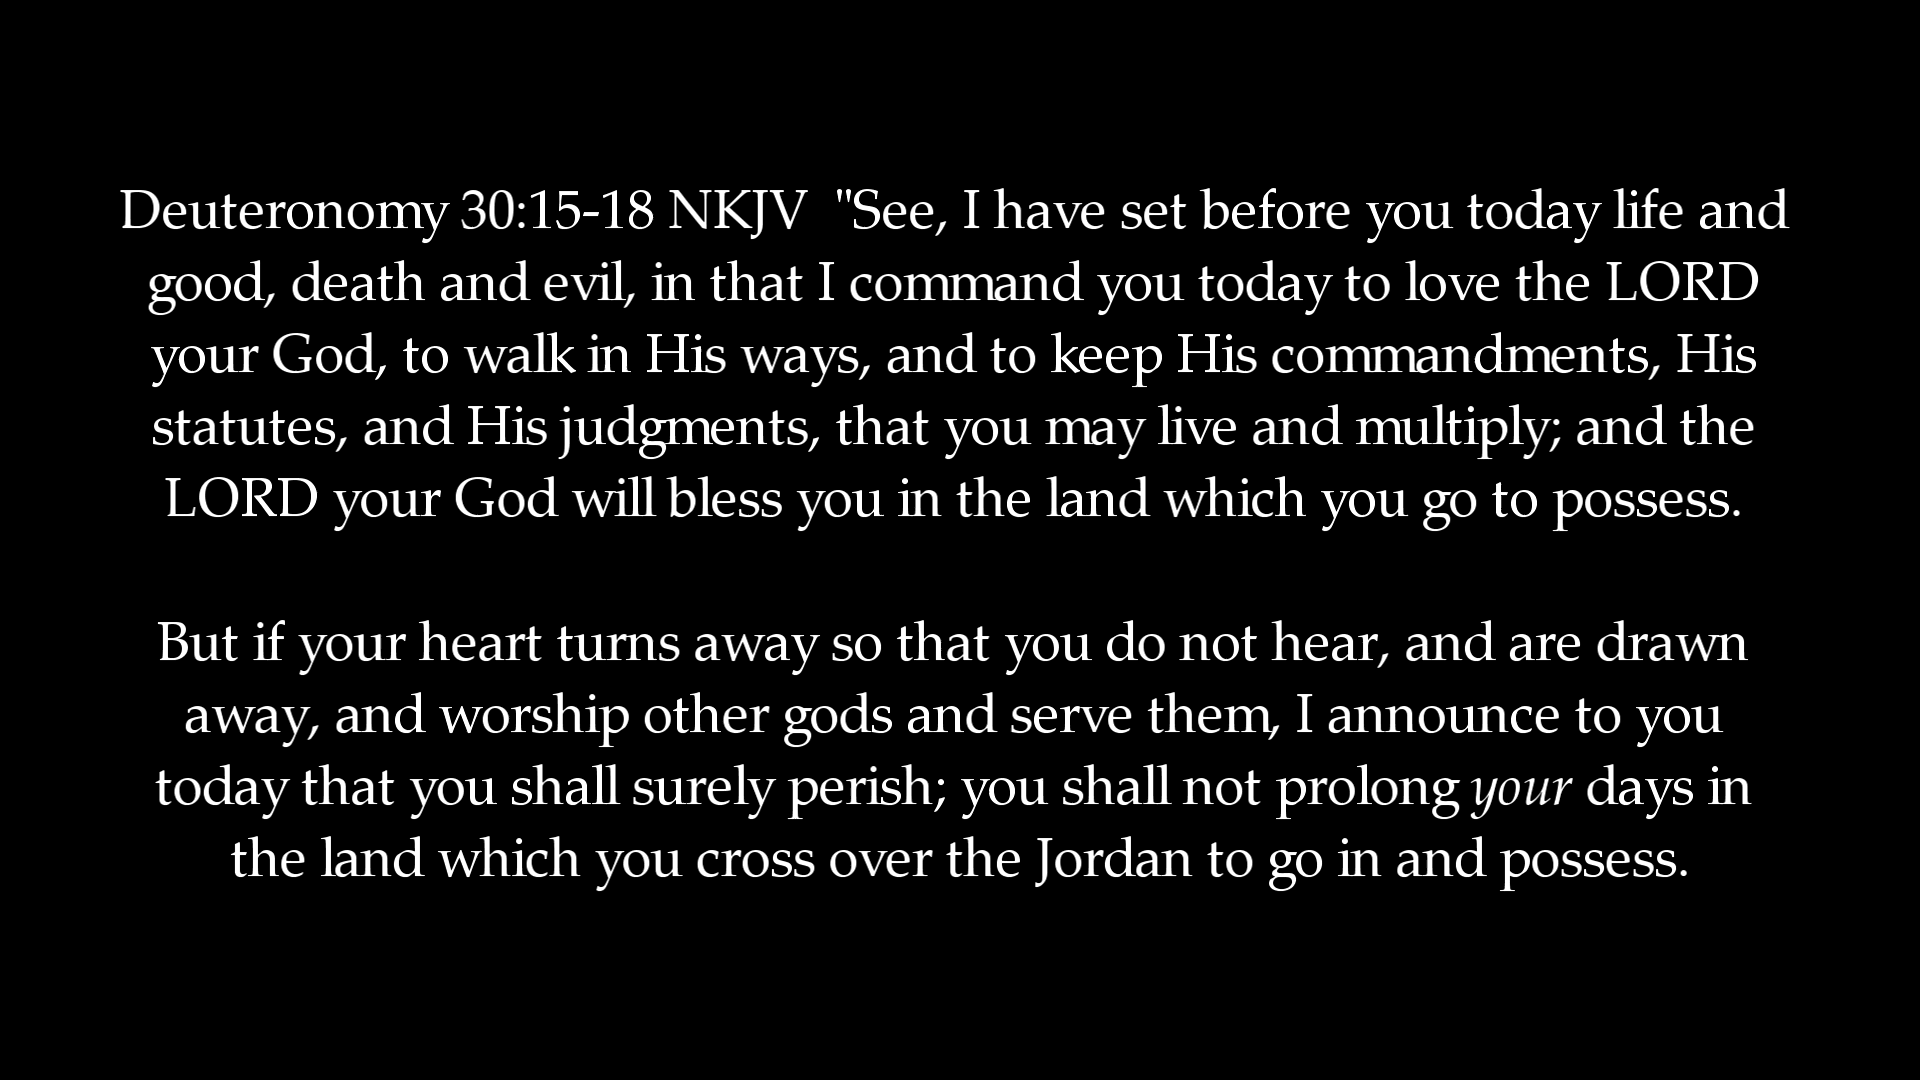 Deuteronomy 30:15-18 NKJV  "See, I have set before you today life and
good, death and evil, in that I command you today to love the LORD
your God, to walk in His ways, and to keep His commandments, His
statutes, and His judgments, that you may live and multiply; and the
LORD your God will bless you in the land which you go to possess.
But if your heart turns away so that you do not hear, and are drawn
away, and worship other gods and serve them, I announce to you
today that you shall surely perish; you shall not prolong your days in
the land which you cross over the Jordan to go in and possess.